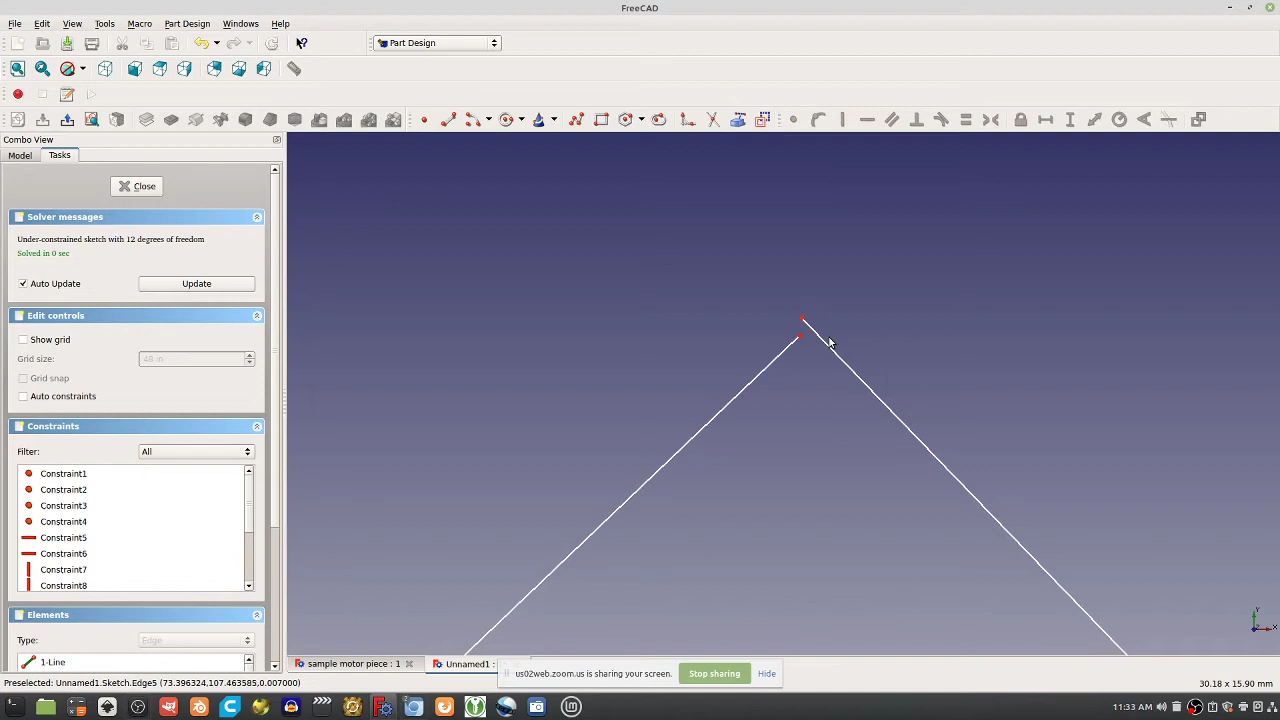 FreeCAD
File Edit View Tools Macro Part Design Windows Help
Part Design
Combo View
Model Tasks
Close
Solver messages
Under-constrained sketch with 12 degrees of freedom
Solved in 0 sec
Auto Update Update
Edit controls
Show grid
Grid size: 48 in
Grid snap
Auto constraints
Constraints
Filter: All
Constraint1
Constraint2
Constraint3
Constraint4
Constraint5
Constraint6
Constraint7
Constraint8
Elements
Type: Edge
1-Line
sample motor piece : 1 Unnamed1 :
us02web.zoom.us is sharing your screen. Stop sharing Hide
Preselected: Unnamed1.Sketch.Edge5 (73.396324,107.463585,0.007000) 30.18 x 15.90 mm
11:33 AM